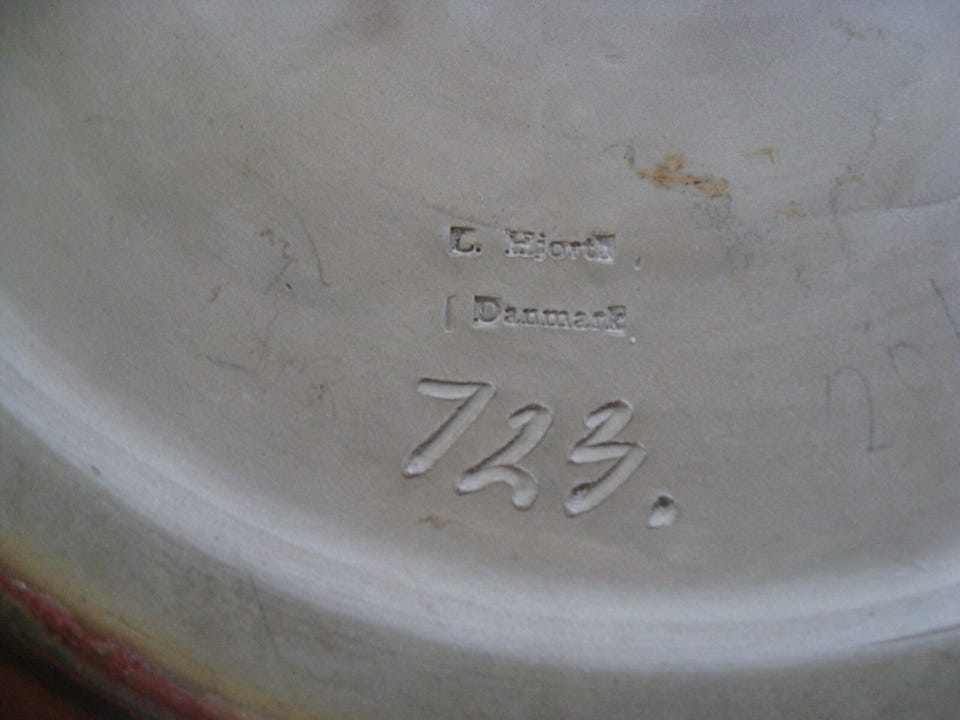 L. Hjorth
Danmark
723.